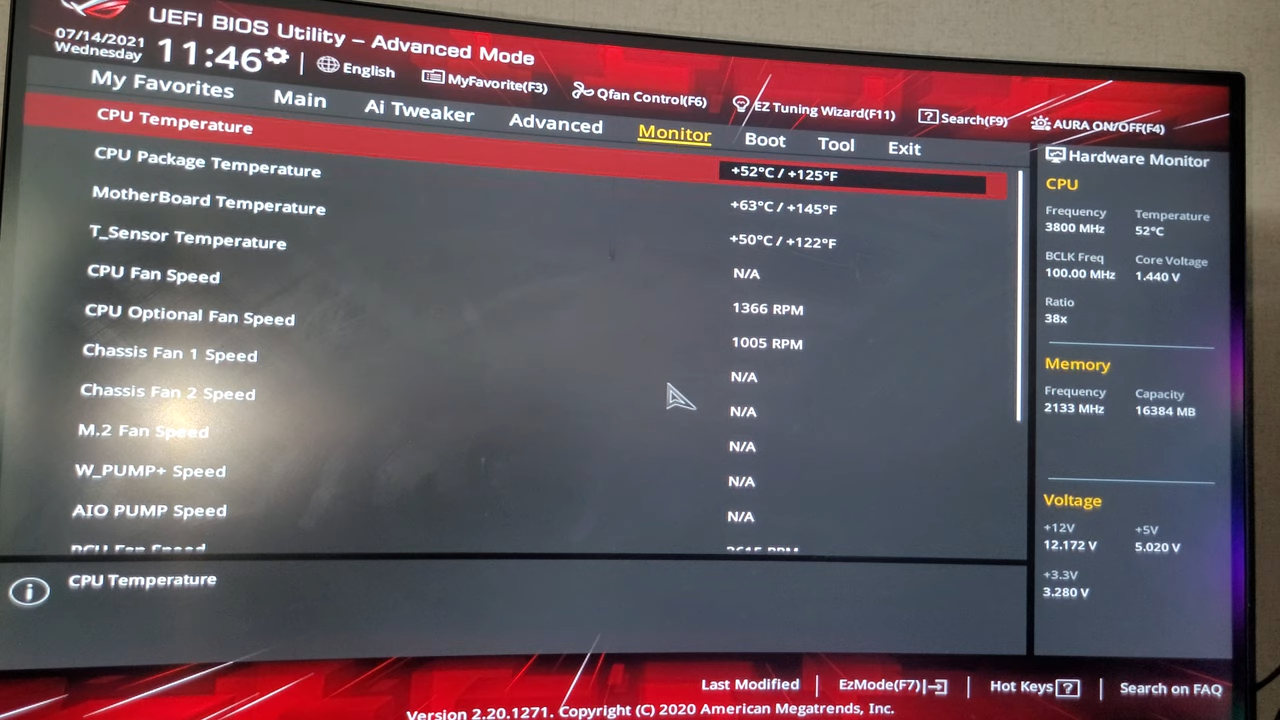 UEFI BIOS Utility – Advanced Mode
07/14/2021
Wednesday
11:46
English
MyFavorite(F3)
Qfan Control(F6)
EZ Tuning Wizard(F11)
Search(F9)
AURA ON/OFF(F4)
My Favorites Main Ai Tweaker Advanced Monitor Boot Tool Exit
CPU Temperature +52°C / +125°F
CPU Package Temperature +63°C / +145°F
MotherBoard Temperature +50°C / +122°F
T_Sensor Temperature N/A
CPU Fan Speed 1366 RPM
CPU Optional Fan Speed 1005 RPM
Chassis Fan 1 Speed N/A
Chassis Fan 2 Speed N/A
M.2 Fan Speed N/A
W_PUMP+ Speed N/A
AIO PUMP Speed N/A
PCH Fan Speed 2615 RPM
CPU Temperature
Hardware Monitor
CPU
Frequency Temperature
3800 MHz 52°C
BCLK Freq Core Voltage
100.00 MHz 1.440 V
Ratio
38x
Memory
Frequency Capacity
2133 MHz 16384 MB
Voltage
+12V +5V
12.172 V 5.020 V
+3.3V
3.280 V
Last Modified
EzMode(F7)
Hot Keys ?
Search on FAQ
Version 2.20.1271. Copyright (C) 2020 American Megatrends, Inc.